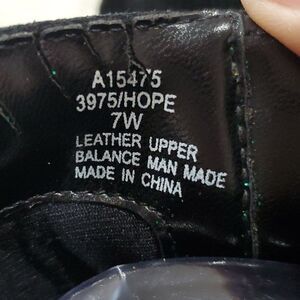 A15475
3975/HOPE
7W
LEATHER UPPER
BALANCE MAN MADE
MADE IN CHINA